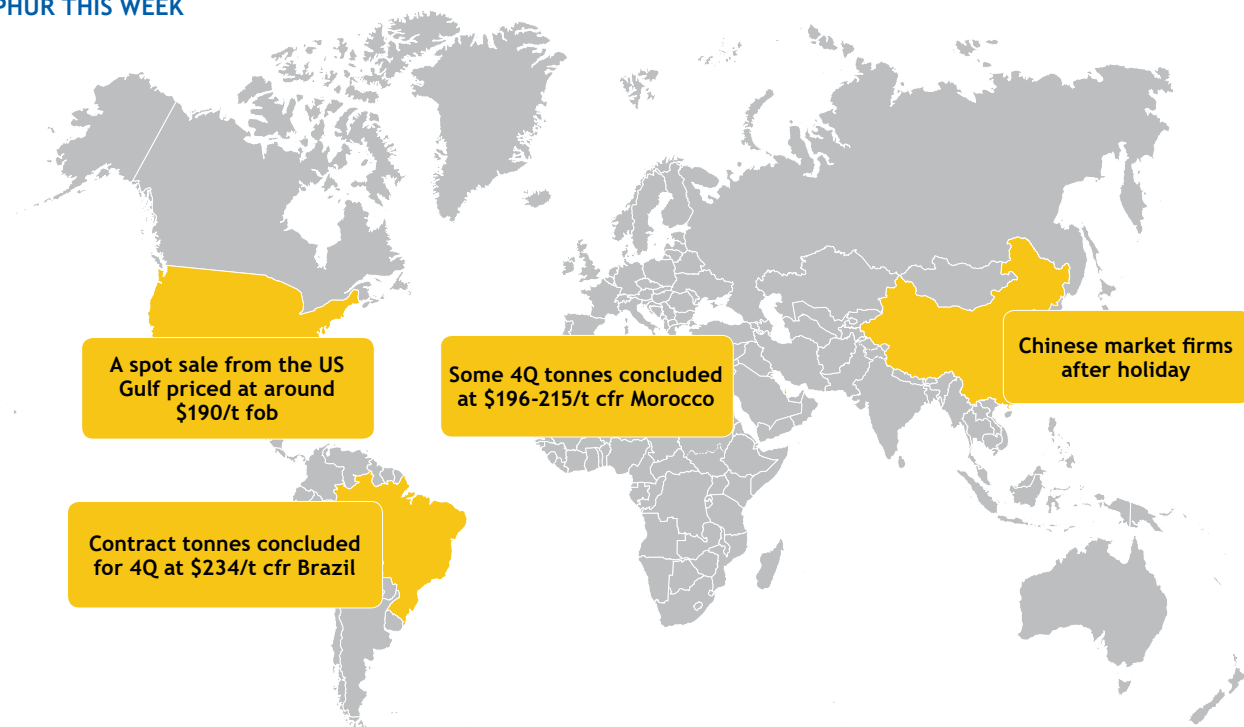 PHUR THIS WEEK
A spot sale from the US
Gulf priced at around
$190/t fob
Some 4Q tonnes concluded
at $196-215/t cfr Morocco
Chinese market firms
after holiday
Contract tonnes concluded
for 4Q at $234/t cfr Brazil